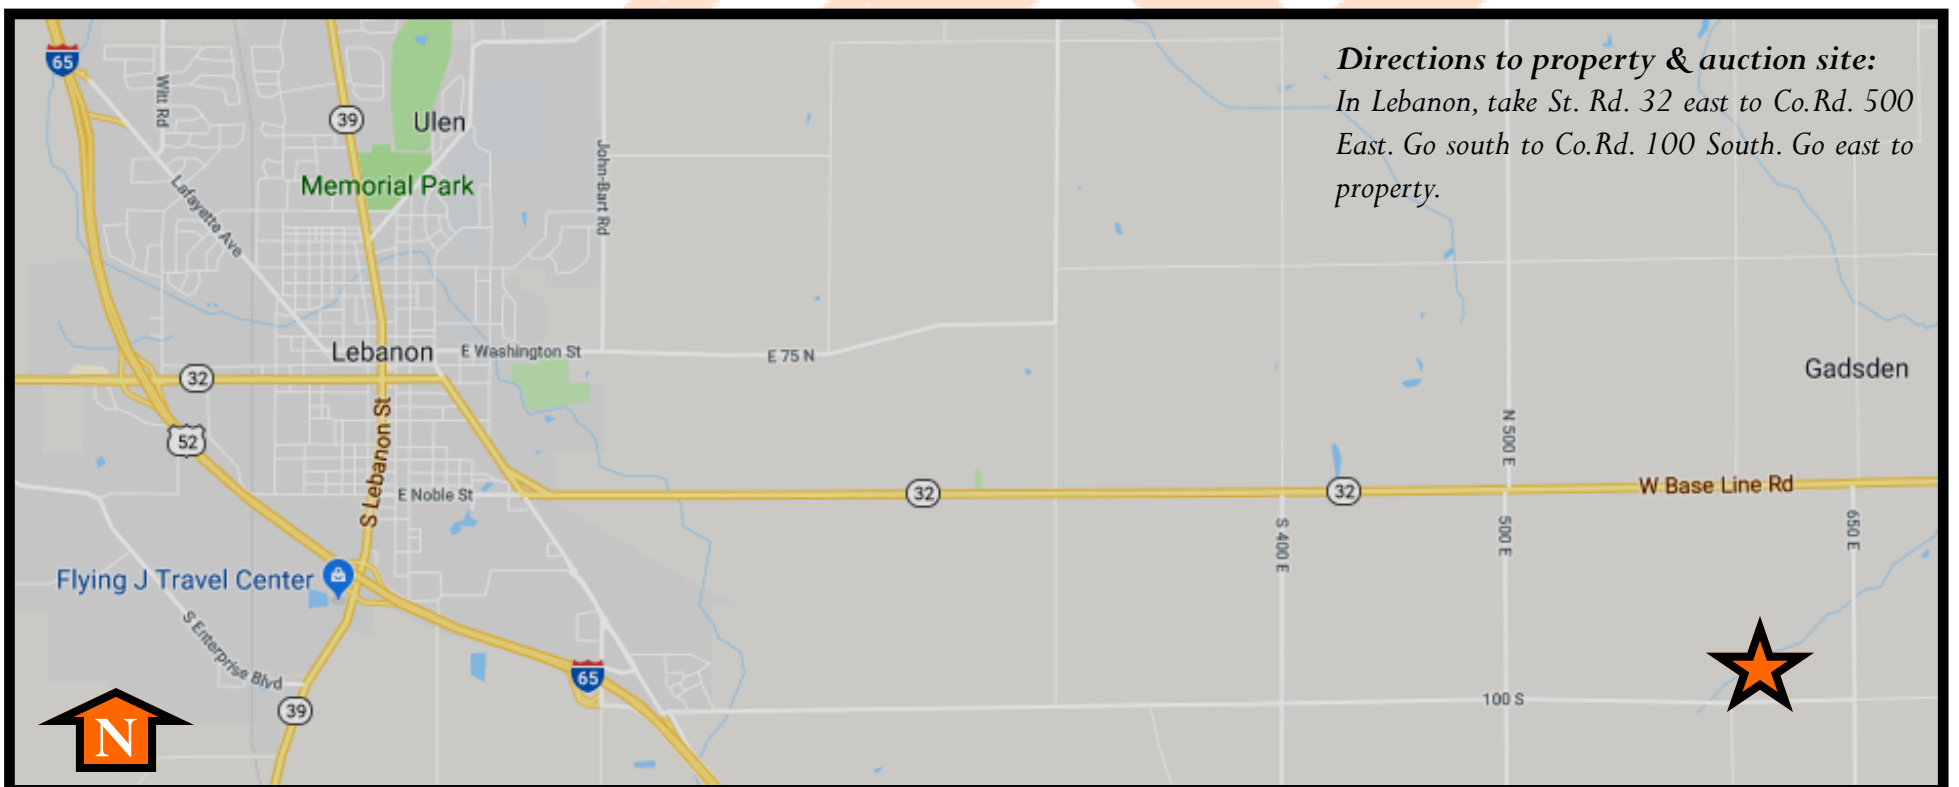 Directions to property & auction site:
In Lebanon, take St. Rd. 32 east to Co.Rd. 500
East. Go south to Co.Rd. 100 South. Go east to
property.
65
Witt Rd
39
Ulen
John-Bart Rd
Memorial Park
Lafayette Ave
Lebanon
E Washington St
E 75 N
Gadsden
32
S Lebanon St
52
N 500 E
E Noble St
32
32
W Base Line Rd
S 400 E
500 E
650 E
Flying J Travel Center
S Enterprise Blvd
65
39
100 S
N